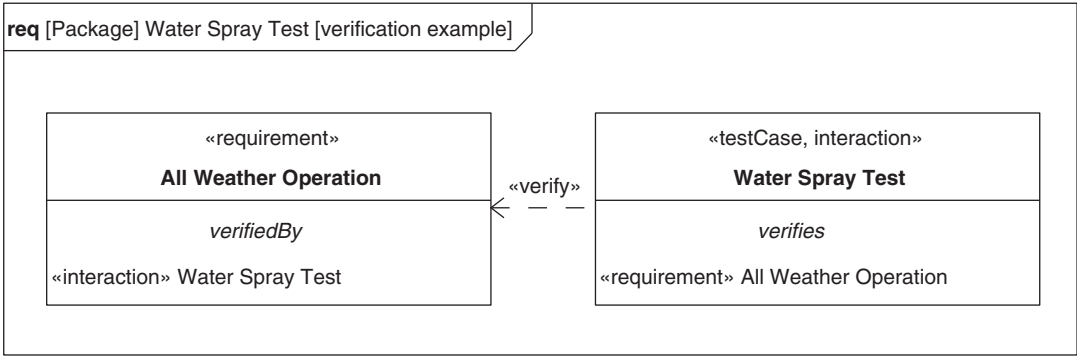 req [Package] Water Spray Test [verification example]
«requirement»
All Weather Operation
verifiedBy
«interaction» Water Spray Test
«verify»
«testCase, interaction»
Water Spray Test
verifies
«requirement» All Weather Operation